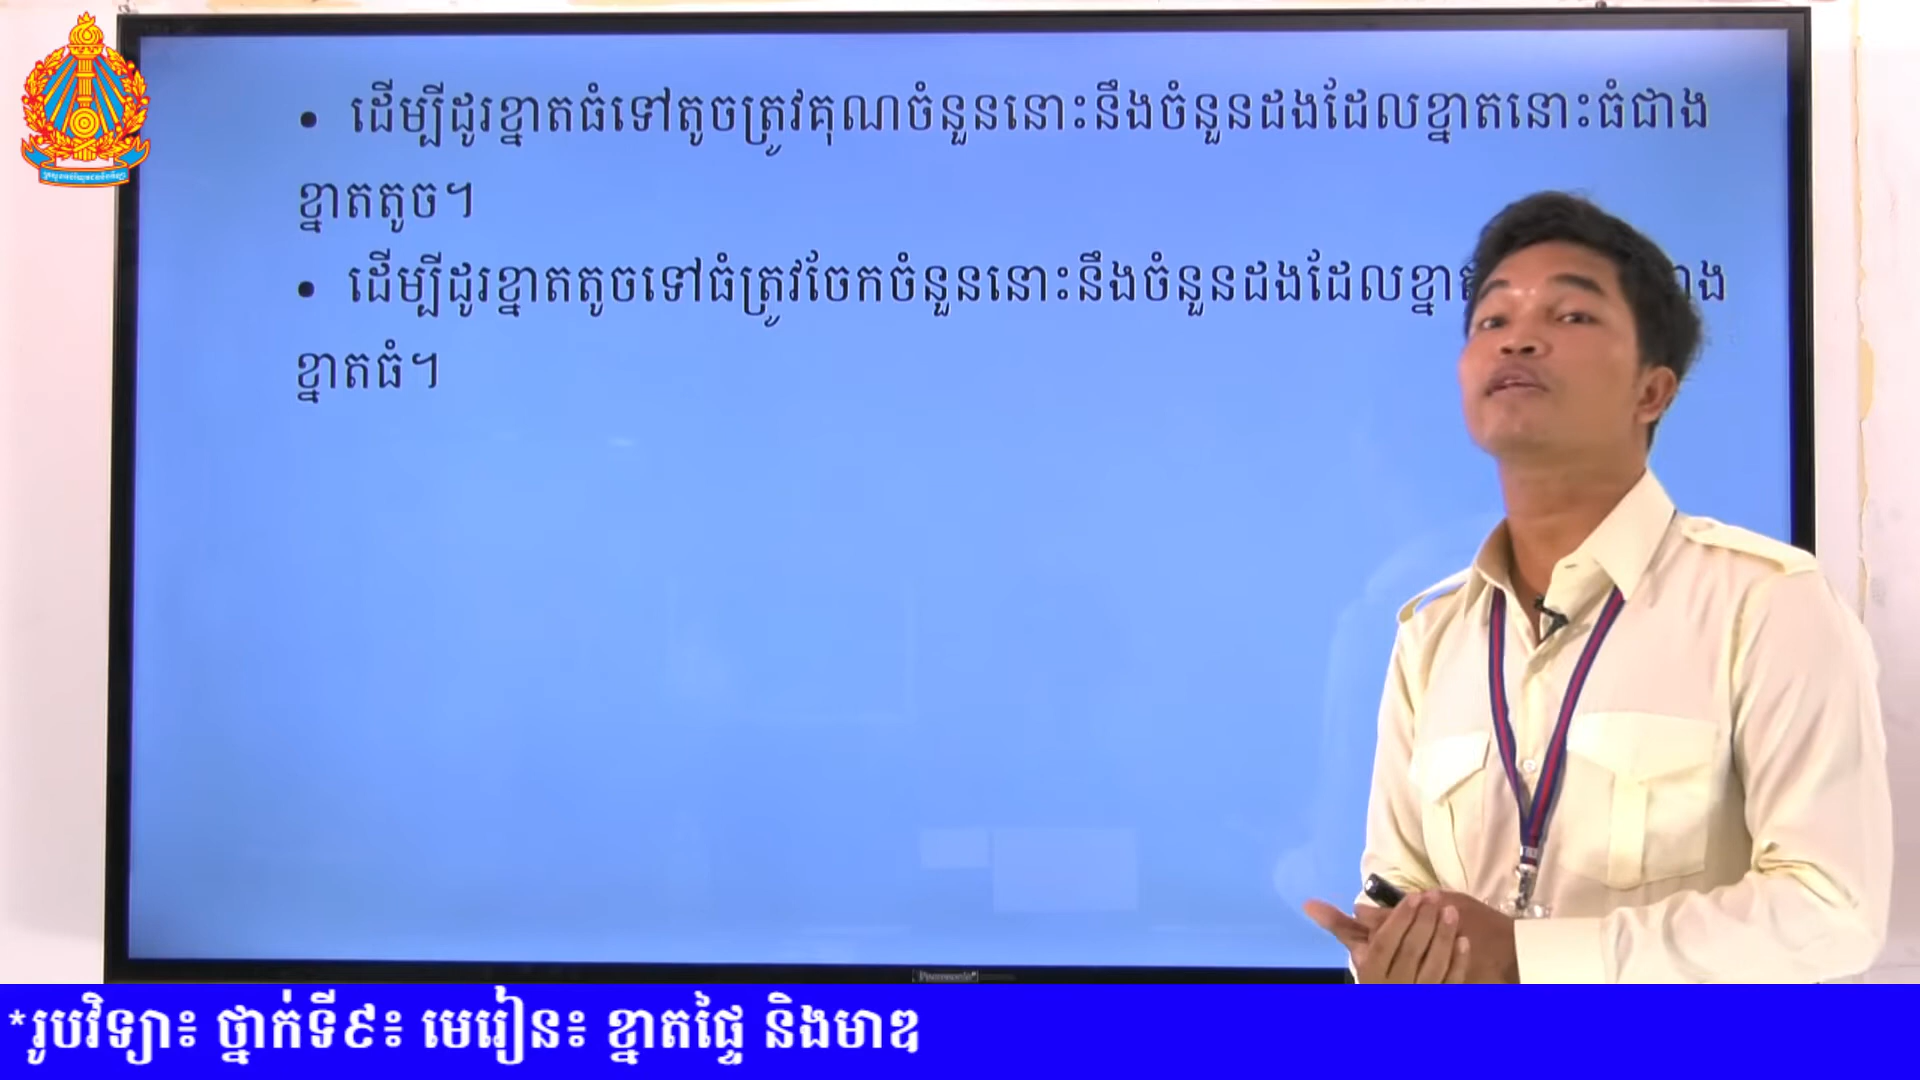 • ដើម្បីដូរខ្នាតធំទៅតូចត្រូវគុណចំនួននោះនឹងចំនួនដងដែលខ្នាតនោះធំជាង
ខ្នាតតូច។
• ដើម្បីដូរខ្នាតតូចទៅធំត្រូវចែកចំនួននោះនឹងចំនួនដងដែលខ្នាត
ខ្នាតធំ។
Panasonic
*រូបវិទ្យា៖ ថ្នាក់ទី៩៖ មេរៀន៖ ខ្នាតផ្ទៃ និងមាឌ